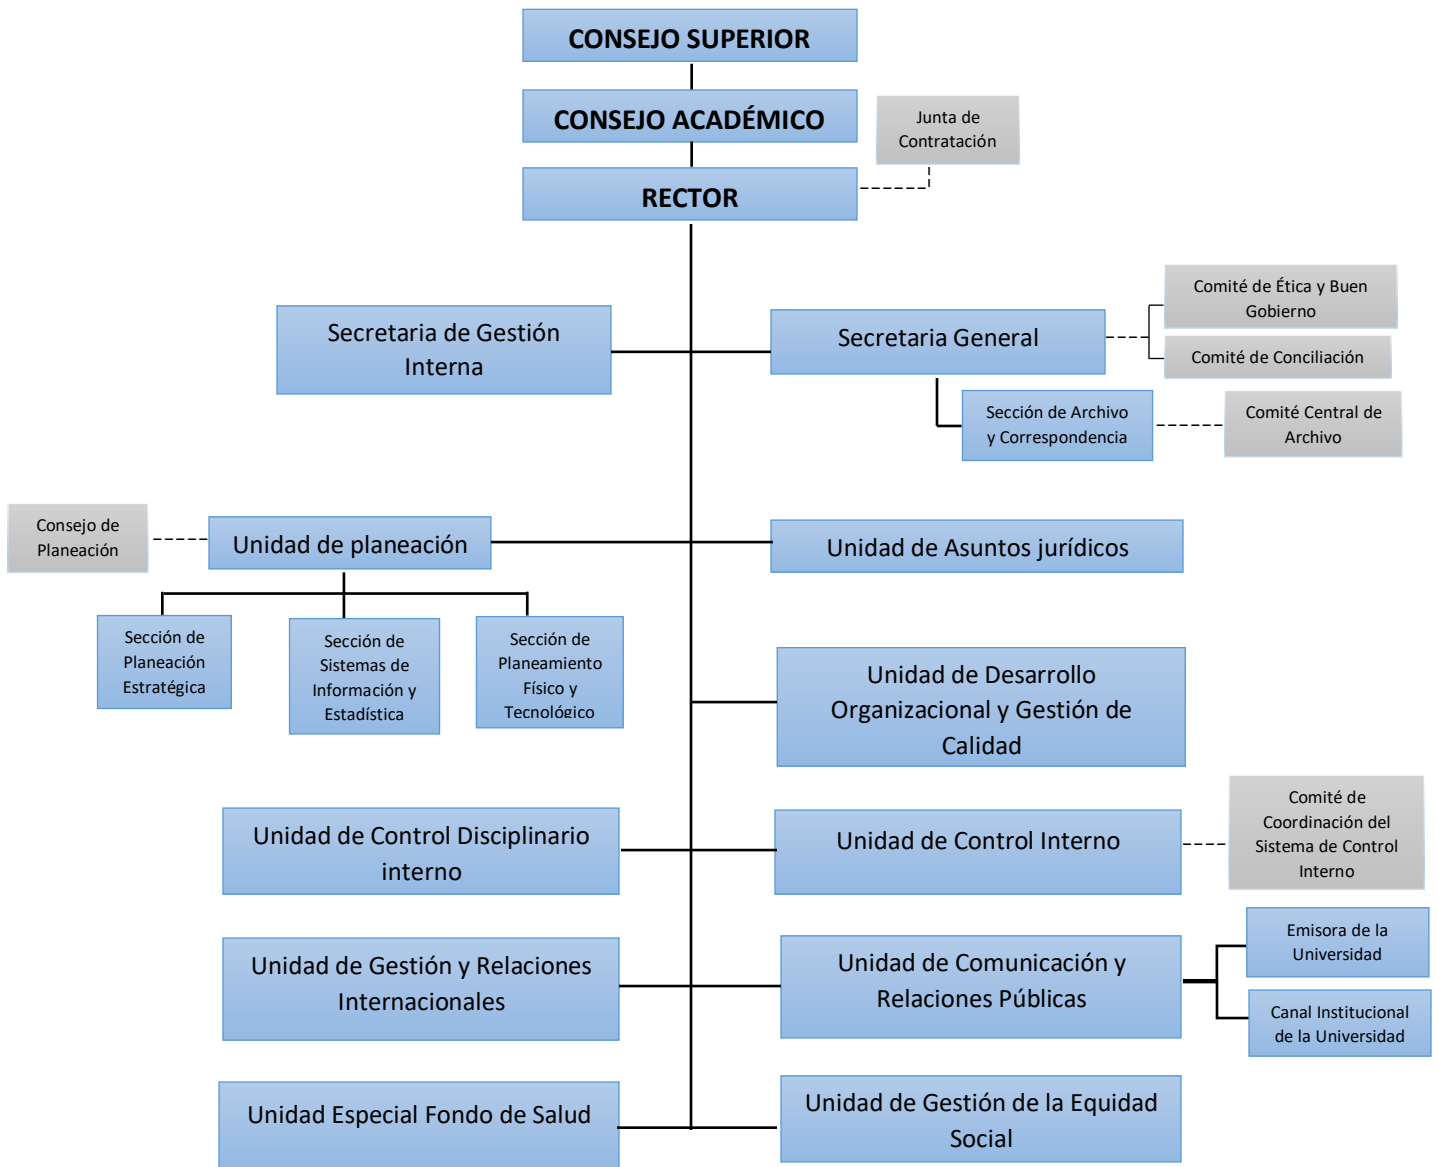 CONSEJO SUPERIOR
CONSEJO ACADÉMICO
Junta de
Contratación
RECTOR
Secretaria de Gestión
Interna
Secretaria General
Comité de Ética y Buen
Gobierno
Comité de Conciliación
Sección de Archivo
y Correspondencia
Comité Central de
Archivo
Consejo de
Planeación
Unidad de planeación
Unidad de Asuntos jurídicos
Sección de
Planeación
Estratégica
Sección de
Sistemas de
Información y
Estadística
Sección de
Planeamiento
Físico y
Tecnológico
Unidad de Desarrollo
Organizacional y Gestión de
Calidad
Unidad de Control Disciplinario
interno
Unidad de Control Interno
Comité de
Coordinación del
Sistema de Control
Interno
Unidad de Gestión y Relaciones
Internacionales
Unidad de Comunicación y
Relaciones Públicas
Emisora de la
Universidad
Canal Institucional
de la Universidad
Unidad Especial Fondo de Salud
Unidad de Gestión de la Equidad
Social